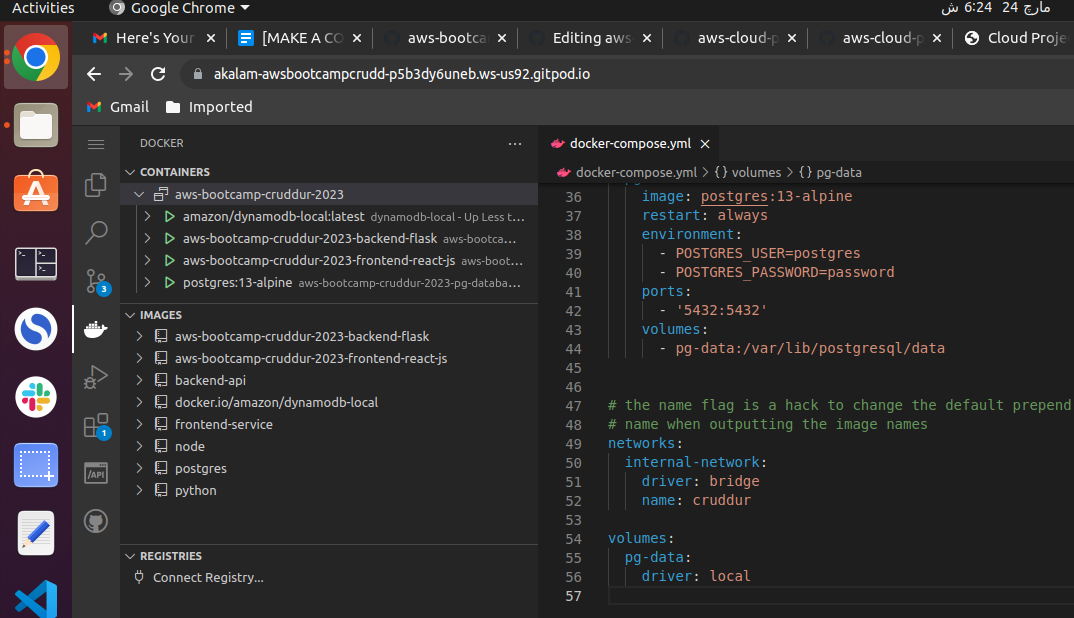 Activities Google Chrome مارچ 24 6:24 ش
Here's Your [MAKE A CO aws-bootca Editing aws aws-cloud-p aws-cloud-p Cloud Proje
akalam-awsbootcampcrudd-p5b3dy6uneb.ws-us92.gitpod.io
Gmail Imported
DOCKER
CONTAINERS
aws-bootcamp-cruddur-2023
amazon/dynamodb-local:latest dynamodb-local - Up Less t...
aws-bootcamp-cruddur-2023-backend-flask aws-bootca...
aws-bootcamp-cruddur-2023-frontend-react-js aws-boot...
postgres:13-alpine aws-bootcamp-cruddur-2023-pg-databa...
IMAGES
aws-bootcamp-cruddur-2023-backend-flask
aws-bootcamp-cruddur-2023-frontend-react-js
backend-api
docker.io/amazon/dynamodb-local
frontend-service
node
postgres
python
REGISTRIES
Connect Registry...
3
1
/API
docker-compose.yml
docker-compose.yml > {} volumes > {} pg-data
36 image: postgres:13-alpine
37 restart: always
38 environment:
39 - POSTGRES_USER=postgres
40 - POSTGRES_PASSWORD=password
41 ports:
42 - '5432:5432'
43 volumes:
44 - pg-data:/var/lib/postgresql/data
45
46
47 # the name flag is a hack to change the default prepend
48 # name when outputting the image names
49 networks:
50 internal-network:
51 driver: bridge
52 name: cruddur
53
54 volumes:
55 pg-data:
56 driver: local
57